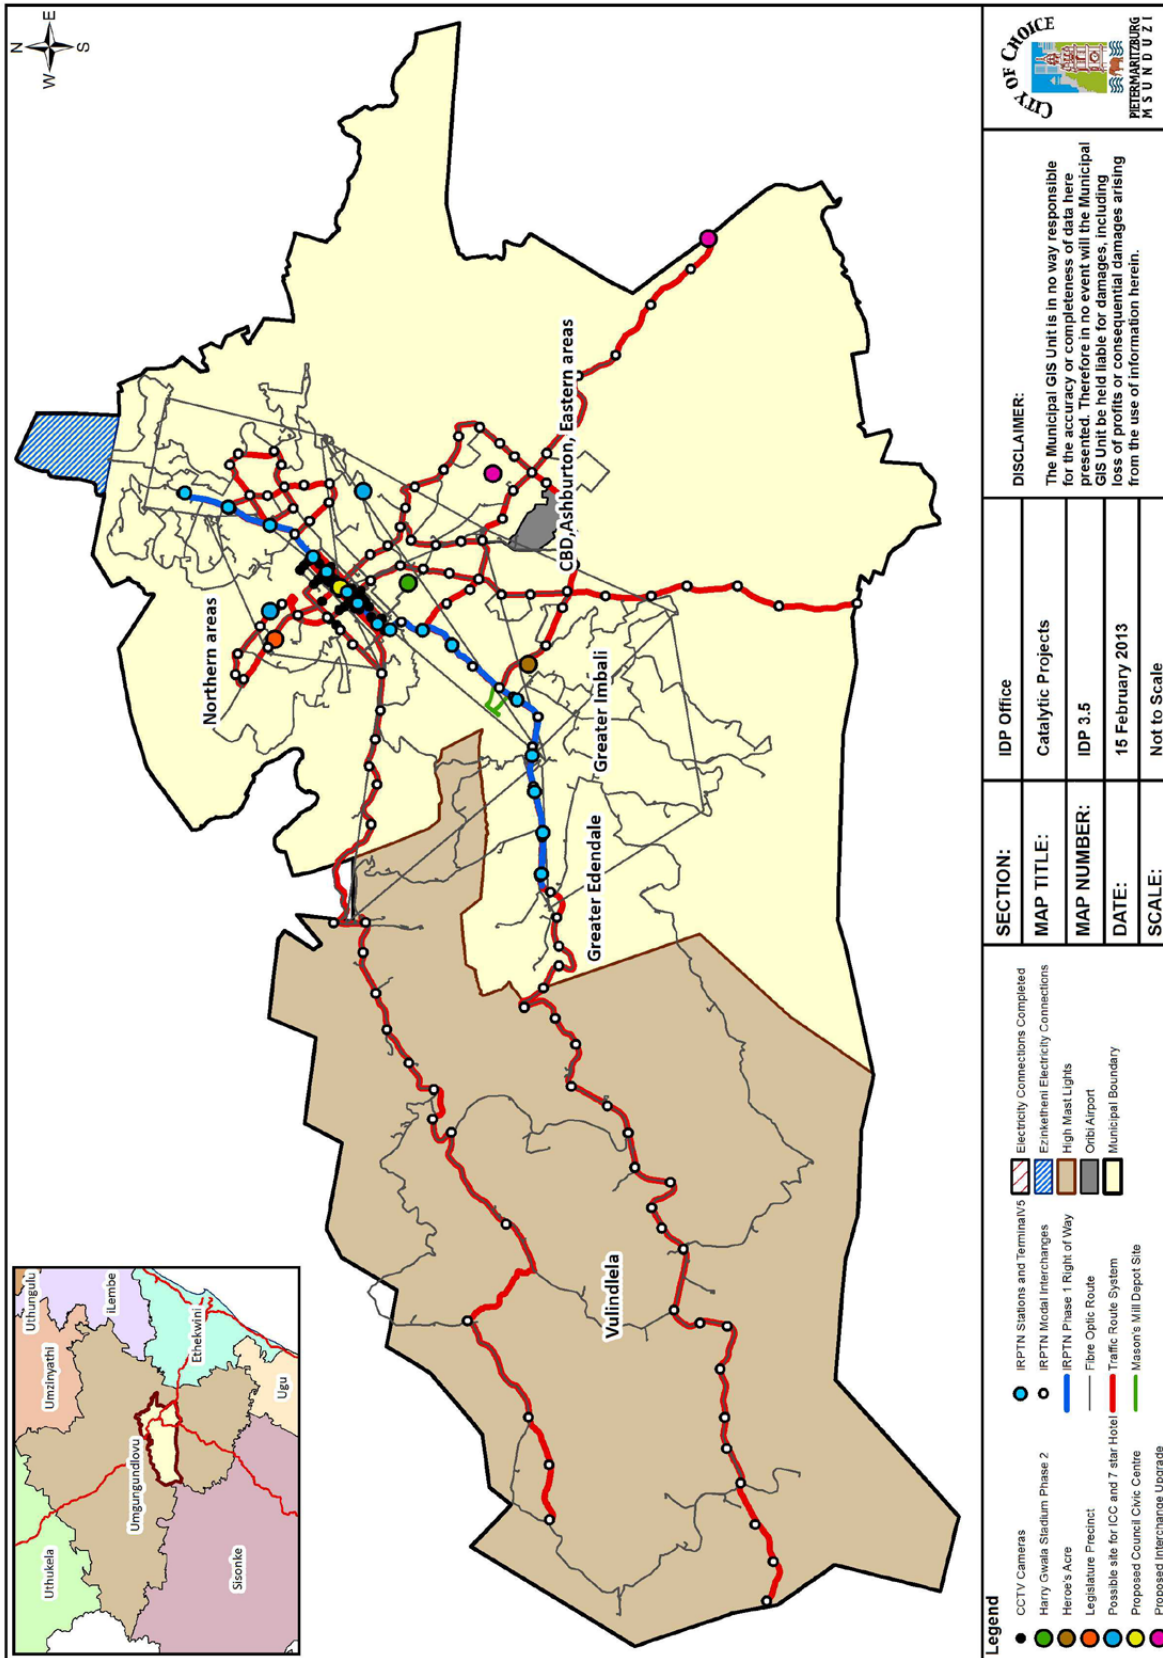 N
W
E
S
Northern areas
CBD,Ashburton, Eastern areas
Greater Imbali
Greater Edendale
Vulindlela
Uthungulu
Umzinyathi
iLembe
Uthukela
Umgungundlovu
Ethekwini
Ugu
Sisonke
Legend
CCTV Cameras
Harry Gwala Stadium Phase 2
Heroe's Acre
Legislature Precinct
Possible site for ICC and 7 star Hotel
Proposed Council Civic Centre
Proposed Interchange Upgrade
IRPTN Stations and TerminalV5
IRPTN Modal Interchanges
IRPTN Phase 1 Right of Way
Fibre Optic Route
Traffic Route System
Mason's Mill Depot Site
Electricity Connections Completed
Ezinketheni Electricity Connections
High Mast Lights
Oribi Airport
Municipal Boundary
SECTION: IDP Office
MAP TITLE: Catalytic Projects
MAP NUMBER: IDP 3.5
DATE: 15 February 2013
SCALE: Not to Scale
DISCLAIMER:
The Municipal GIS Unit is in no way responsible
for the accuracy or completeness of data here
presented. Therefore in no event will the Municipal
GIS Unit be held liable for damages, including
loss of profits or consequential damages arising
from the use of information herein.
CITY OF CHOICE
PIETERMARITZBURG
MSUNDUZI